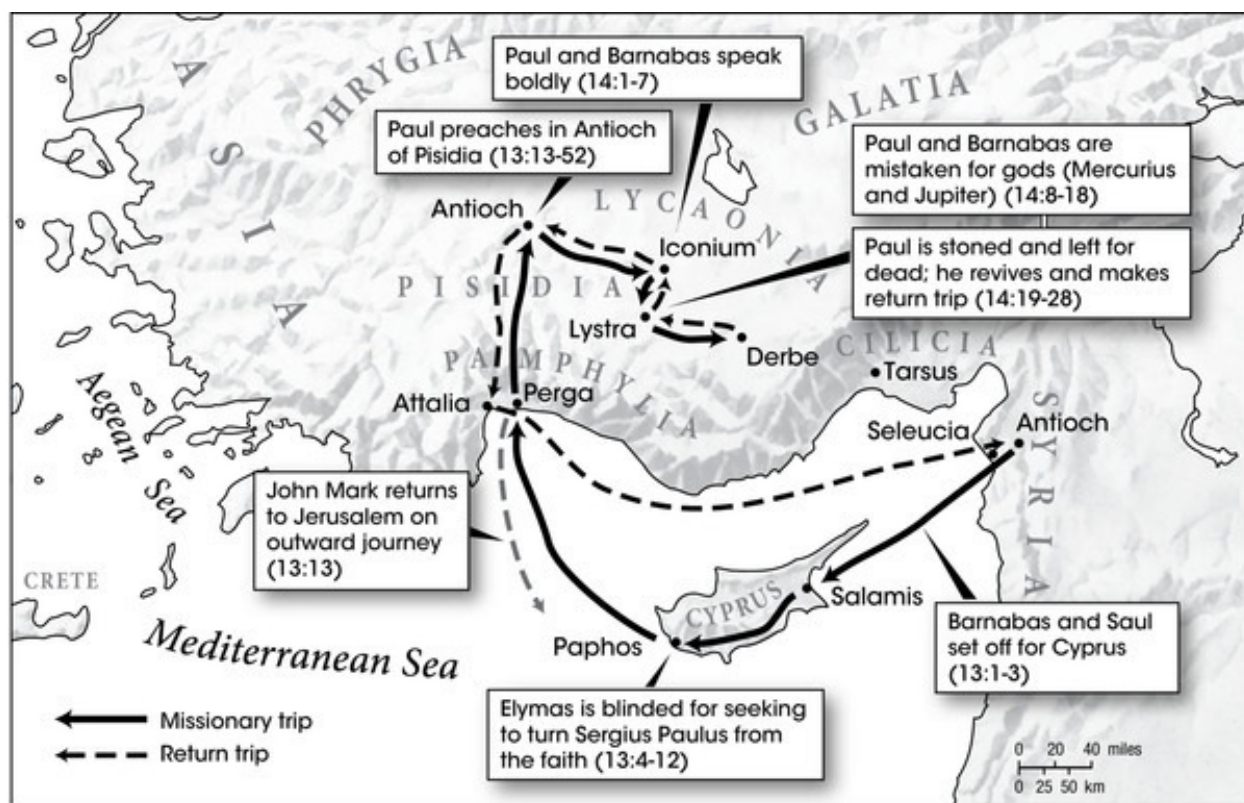 Paul and Barnabas speak
boldly (14:1-7)
PHRYGIA
GALATIA
ASIA
Paul preaches in Antioch
of Pisidia (13:13-52)
Paul and Barnabas are
mistaken for gods (Mercurius
and Jupiter) (14:8-18)
Antioch
LYCAONIA
Iconium
Paul is stoned and left for
dead; he revives and makes
return trip (14:19-28)
PISIDIA
Lystra
Derbe
CILICIA
Tarsus
PAMPHYLIA
Attalia
Perga
Aegean
Sea
Seleucia
Antioch
SYRIA
John Mark returns
to Jerusalem on
outward journey
(13:13)
CRETE
CYPRUS
Salamis
Paphos
Mediterranean Sea
Barnabas and Saul
set off for Cyprus
(13:1-3)
Elymas is blinded for seeking
to turn Sergius Paulus from
the faith (13:4-12)
Missionary trip
Return trip
0 20 40 miles
0 25 50 km